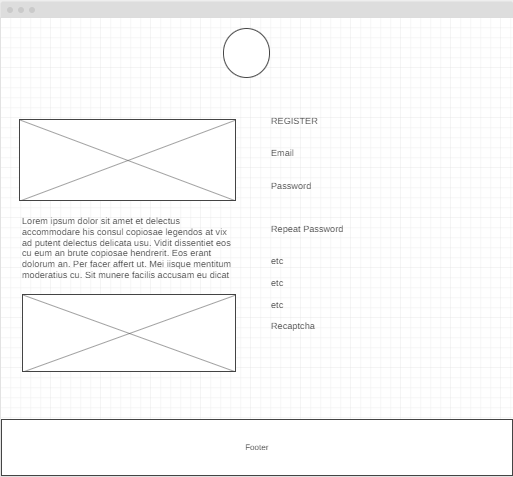 REGISTER
Email
Password
Lorem ipsum dolor sit amet et delectus
accommodare his consul copiosae legendos at vix
ad putent delectus delicata usu. Vidit dissentiet eos
cu eum an brute copiosae hendrerit. Eos erant
dolorum an. Per facer affert ut. Mei iisque mentitum
moderatius cu. Sit munere facilis accusam eu dicat
Repeat Password
etc
etc
etc
Recaptcha
Footer